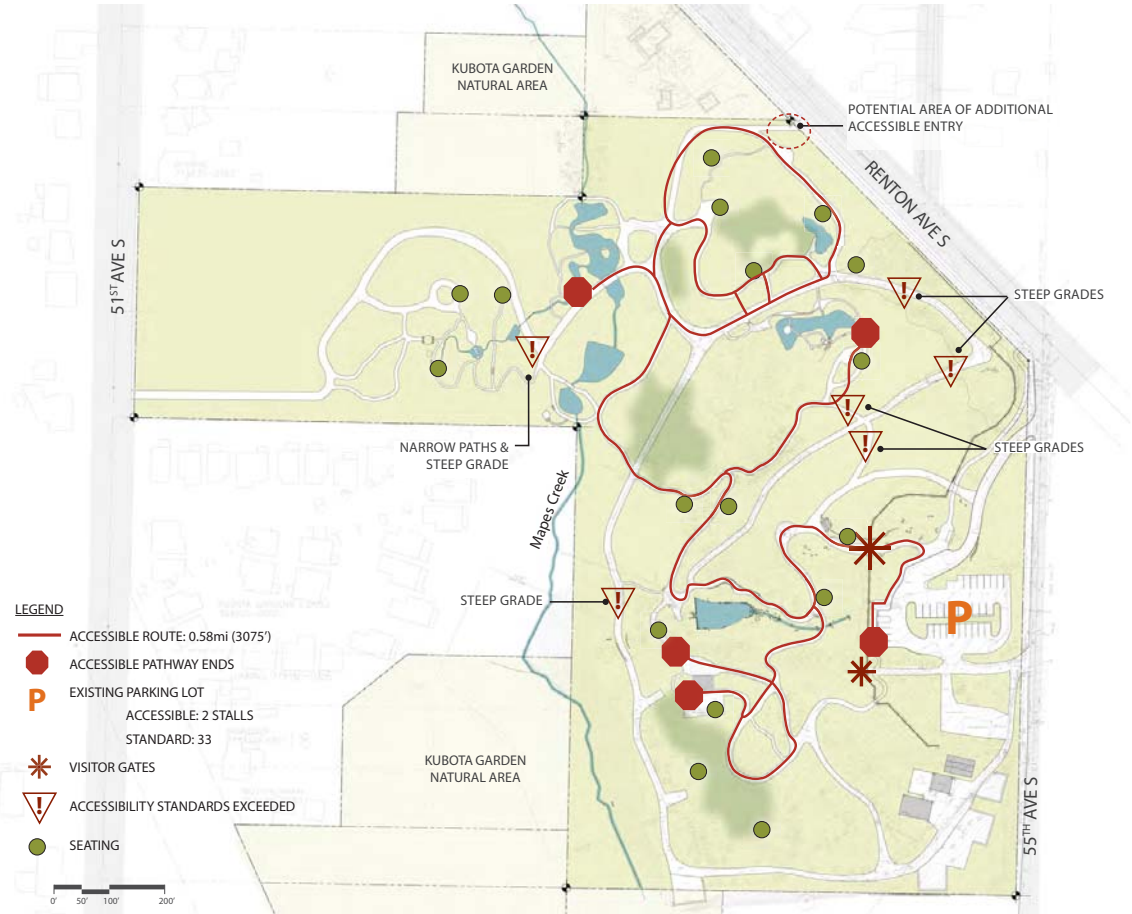 KUBOTA GARDEN
NATURAL AREA
POTENTIAL AREA OF ADDITIONAL
ACCESSIBLE ENTRY
RENTON AVE S
51ST AVE S
STEEP GRADES
NARROW PATHS &
STEEP GRADE
STEEP GRADES
Mapes Creek
STEEP GRADE
P
KUBOTA GARDEN
NATURAL AREA
55TH AVE S
LEGEND
ACCESSIBLE ROUTE: 0.58mi (3075')
ACCESSIBLE PATHWAY ENDS
P EXISTING PARKING LOT
ACCESSIBLE: 2 STALLS
STANDARD: 33
VISITOR GATES
! ACCESSIBILITY STANDARDS EXCEEDED
SEATING
0' 50' 100' 200'